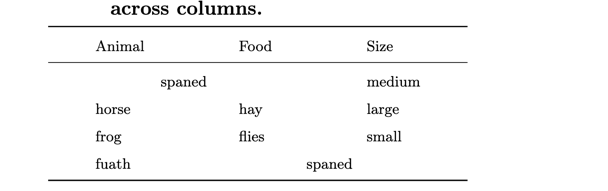 across columns.
Animal Food Size
spaned medium
horse hay large
frog flies small
fuath spaned